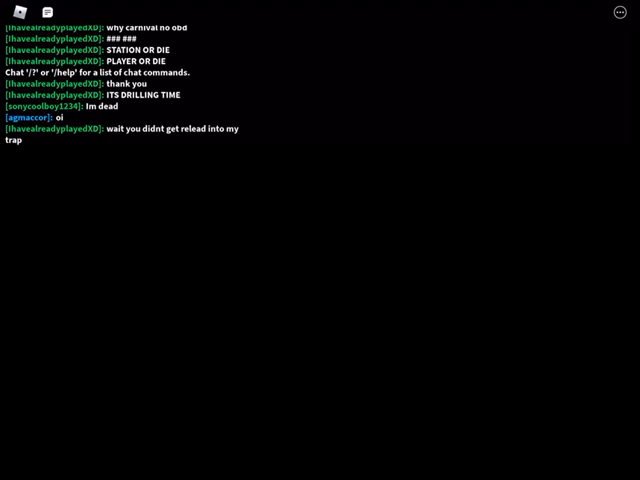 [IhavealreadyplayedXD]: why carnival no obd
[IhavealreadyplayedXD]: ### ###
[IhavealreadyplayedXD]: STATION OR DIE
[IhavealreadyplayedXD]: PLAYER OR DIE
Chat '/?' or '/help' for a list of chat commands.
[IhavealreadyplayedXD]: thank you
[IhavealreadyplayedXD]: ITS DRILLING TIME
[sonycoolboy1234]: Im dead
[agmaccor]: oi
[IhavealreadyplayedXD]: wait you didnt get relead into my
trap